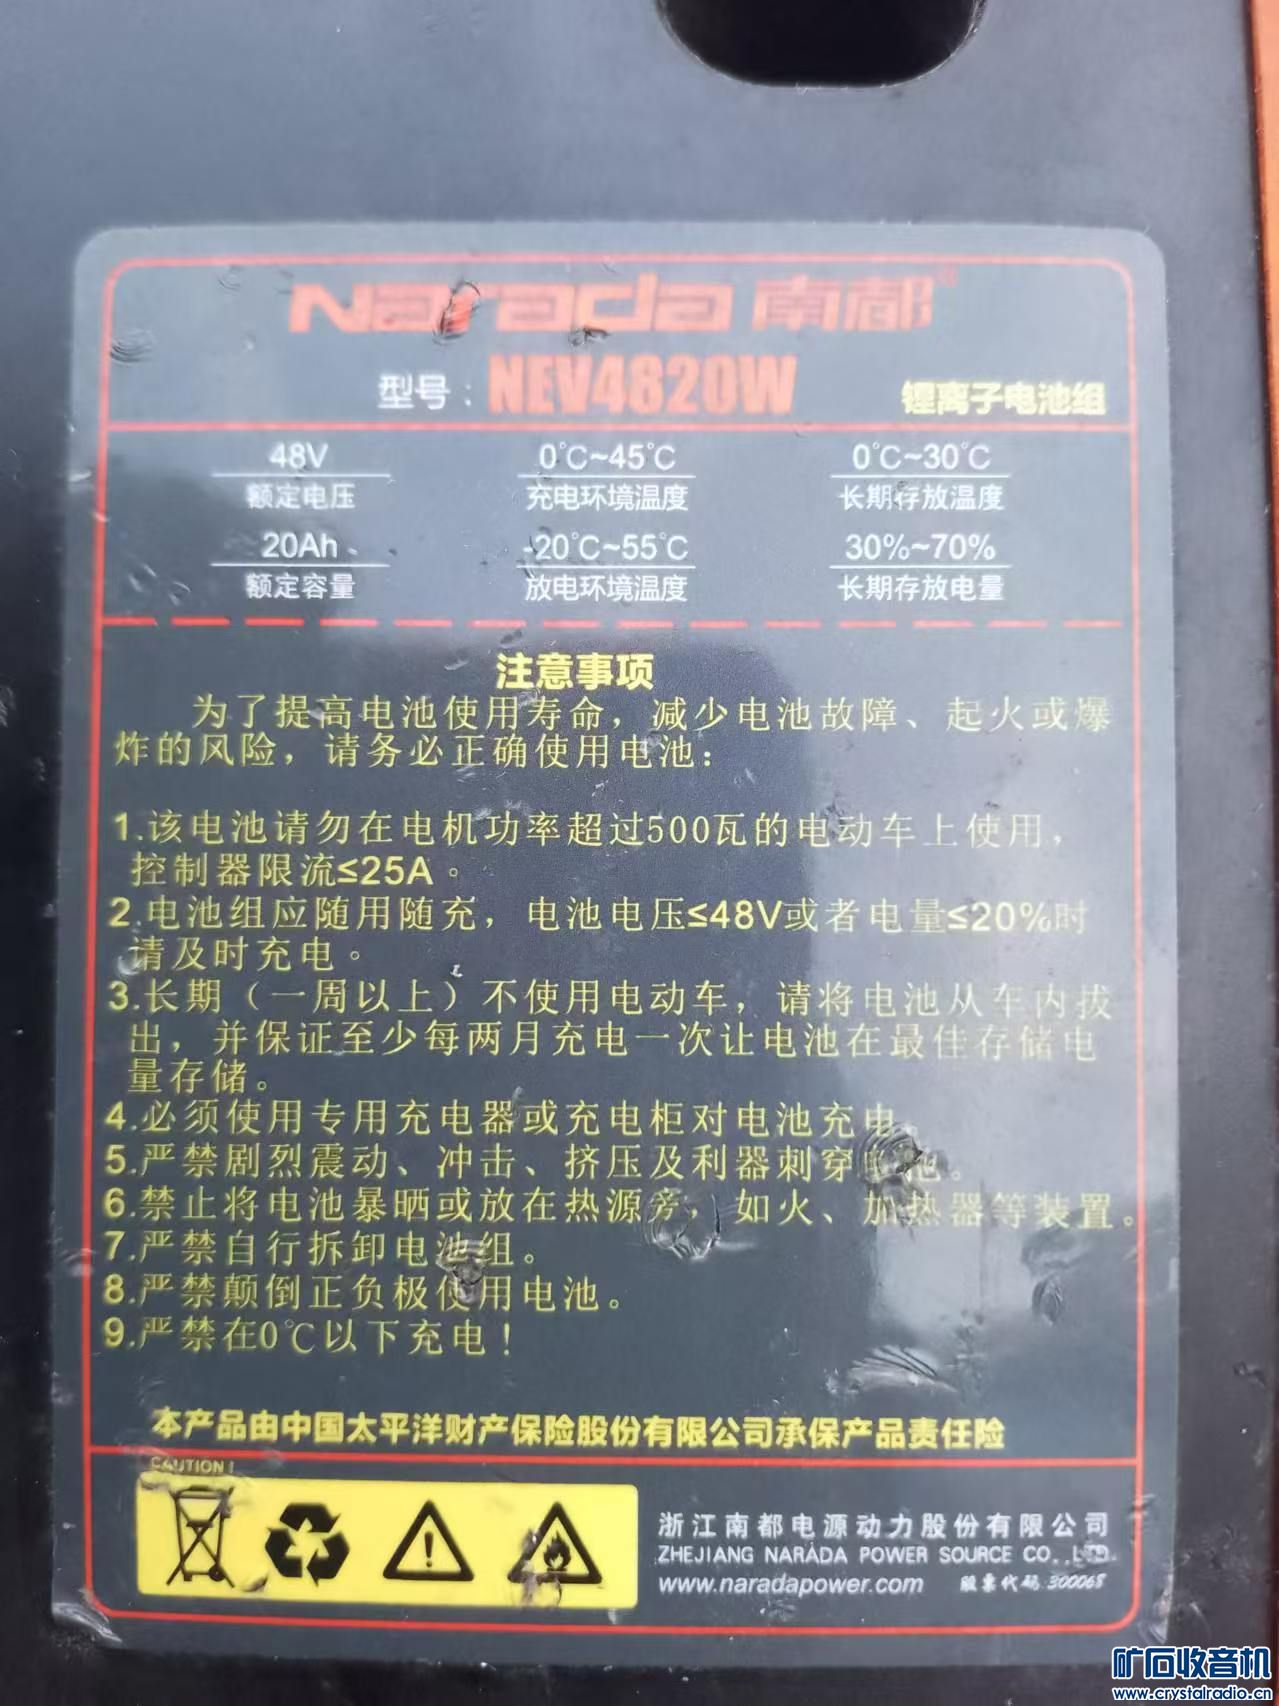 Narada 南都®
型号：NEV4820W 锂离子电池组
48V 0℃~45℃ 0℃~30℃
额定电压 充电环境温度 长期存放温度
20Ah -20℃~55℃ 30%~70%
额定容量 放电环境温度 长期存放电量
注意事项
为了提高电池使用寿命，减少电池故障、起火或爆
炸的风险，请务必正确使用电池：
1.该电池请勿在电机功率超过500瓦的电动车上使用，
控制器限流≤25A。
2.电池组应随用随充，电池电压≤48V或者电量≤20%时
请及时充电。
3.长期（一周以上）不使用电动车，请将电池从车内拔
出，并保证至少每两月充电一次让电池在最佳存储电
量存储。
4.必须使用专用充电器或充电柜对电池充电。
5.严禁剧烈震动、冲击、挤压及利器刺穿电池。
6.禁止将电池暴晒或放在热源旁，如火、加热器等装置。
7.严禁自行拆卸电池组。
8.严禁颠倒正负极使用电池。
9.严禁在0℃以下充电！
本产品由中国太平洋财产保险股份有限公司承保产品责任险
CAUTION！
浙江南都电源动力股份有限公司
ZHEJIANG NARADA POWER SOURCE CO.,LTD.
www.naradapower.com 股票代码 300068
矿石收音机
www.crystalradio.cn